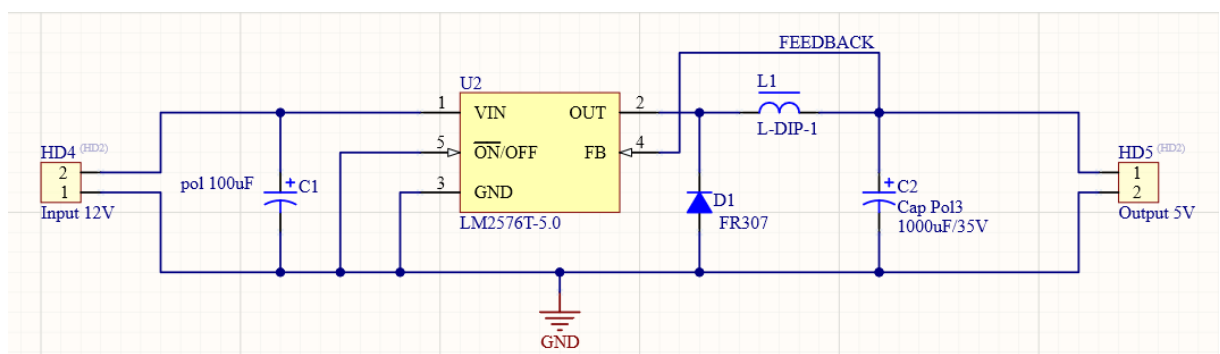 FEEDBACK
U2
L1
1
VIN
OUT
2
L-DIP-1
HD4 (HD2)
2
1
Input 12V
pol 100uF
+
C1
5
ON/OFF
FB
4
3
GND
LM2576T-5.0
D1
FR307
+
C2
Cap Pol3
1000uF/35V
HD5 (HD2)
1
2
Output 5V
GND